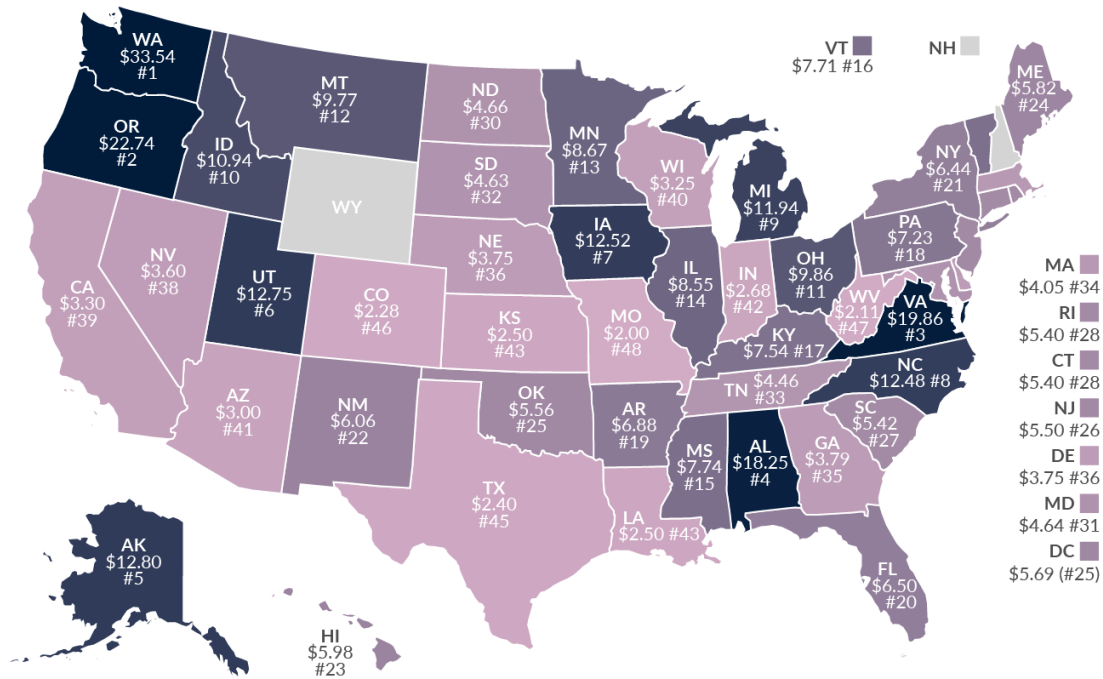 WA
$33.54
#1
OR
$22.74
#2
ID
$10.94
#10
MT
$9.77
#12
ND
$4.66
#30
SD
$4.63
#32
MN
$8.67
#13
WI
$3.25
#40
MI
$11.94
#9
VT
$7.71 #16
NH
ME
$5.82
#24
NY
$6.44
#21
PA
$7.23
#18
WY
NE
$3.75
#36
IA
$12.52
#7
IL
$8.55
#14
IN
$2.68
#42
OH
$9.86
#11
WV
$2.11
#47
VA
$19.86
#3
CA
$3.30
#39
NV
$3.60
#38
UT
$12.75
#6
CO
$2.28
#46
KS
$2.50
#43
MO
$2.00
#48
KY
$7.54 #17
NC
$12.48 #8
TN $4.46
#33
SC
$5.42
#27
AZ
$3.00
#41
NM
$6.06
#22
OK
$5.56
#25
AR
$6.88
#19
MS
$7.74
#15
AL
$18.25
#4
GA
$3.79
#35
TX
$2.40
#45
LA
$2.50 #43
FL
$6.50
#20
AK
$12.80
#5
HI
$5.98
#23
MA
$4.05 #34
RI
$5.40 #28
CT
$5.40 #28
NJ
$5.50 #26
DE
$3.75 #36
MD
$4.64 #31
DC
$5.69 (#25)